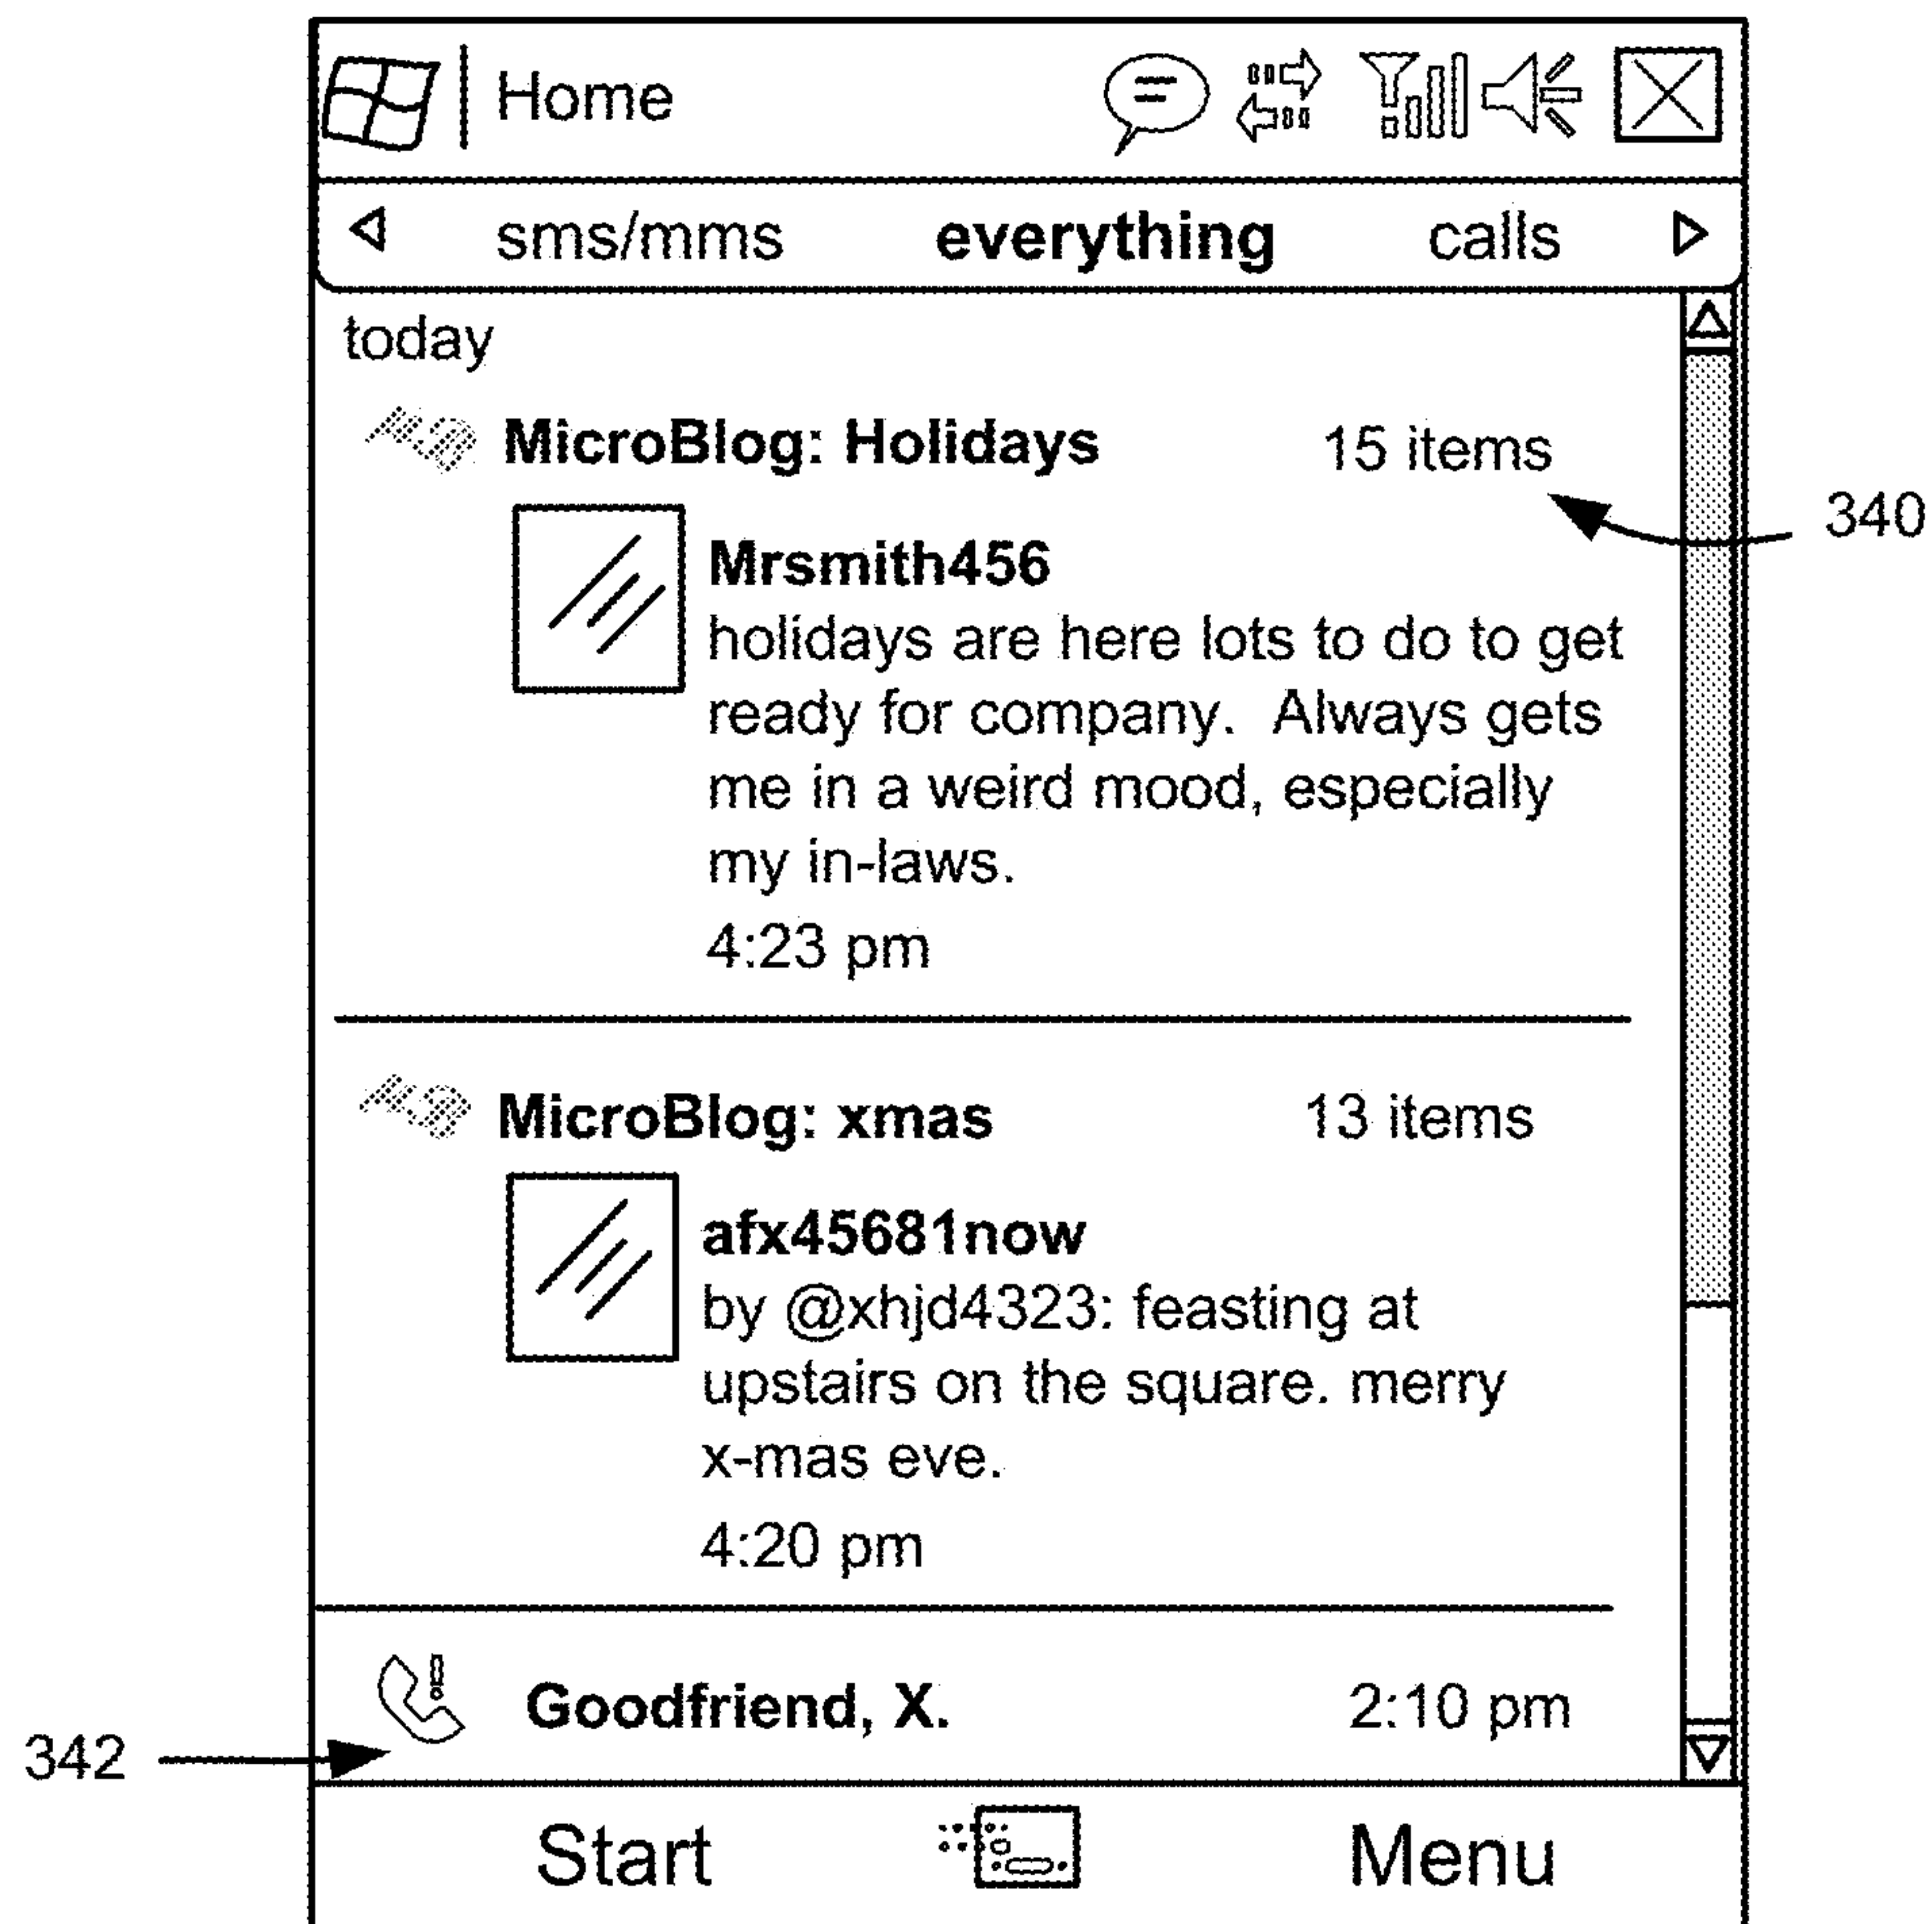 Home
sms/mms everything calls
today
MicroBlog: Holidays 15 items
340
Mrsmith456
holidays are here lots to do to get
ready for company. Always gets
me in a weird mood, especially
my in-laws.
4:23 pm
MicroBlog: xmas 13 items
afx45681now
by @xhjd4323: feasting at
upstairs on the square. merry
x-mas eve.
4:20 pm
Goodfriend, X. 2:10 pm
342
Start Menu